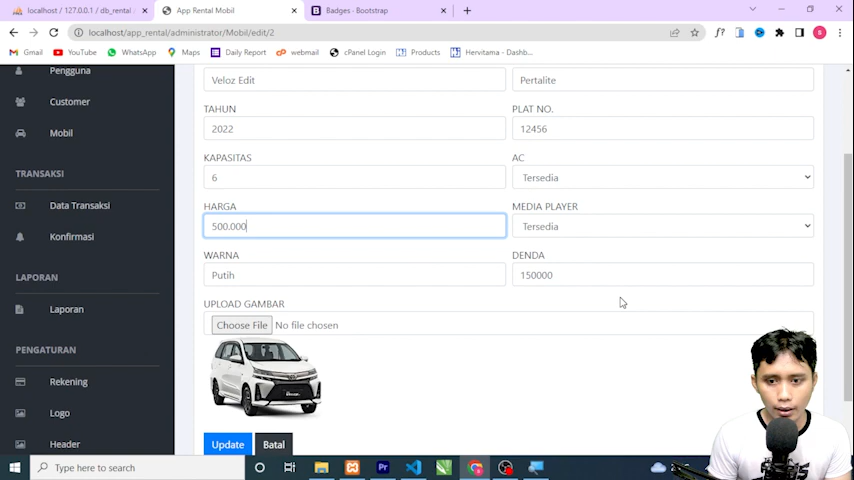 localhost / 127.0.0.1 / db_rental /
App Rental Mobil
Badges · Bootstrap
localhost/app_rental/administrator/Mobil/edit/2
Gmail
YouTube
WhatsApp
Maps
Daily Report
webmail
cPanel Login
Products
Hervitama - Dashb...
Pengguna
Customer
Mobil
TRANSAKSI
Data Transaksi
Konfirmasi
LAPORAN
Laporan
PENGATURAN
Rekening
Logo
Header
Veloz Edit
Pertalite
TAHUN
PLAT NO.
2022
12456
KAPASITAS
AC
6
Tersedia
HARGA
MEDIA PLAYER
500.000
Tersedia
WARNA
DENDA
Putih
150000
UPLOAD GAMBAR
Choose File
No file chosen
Update
Batal
Type here to search